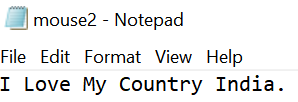 mouse2 - Notepad
File Edit Format View Help
I Love My Country India.